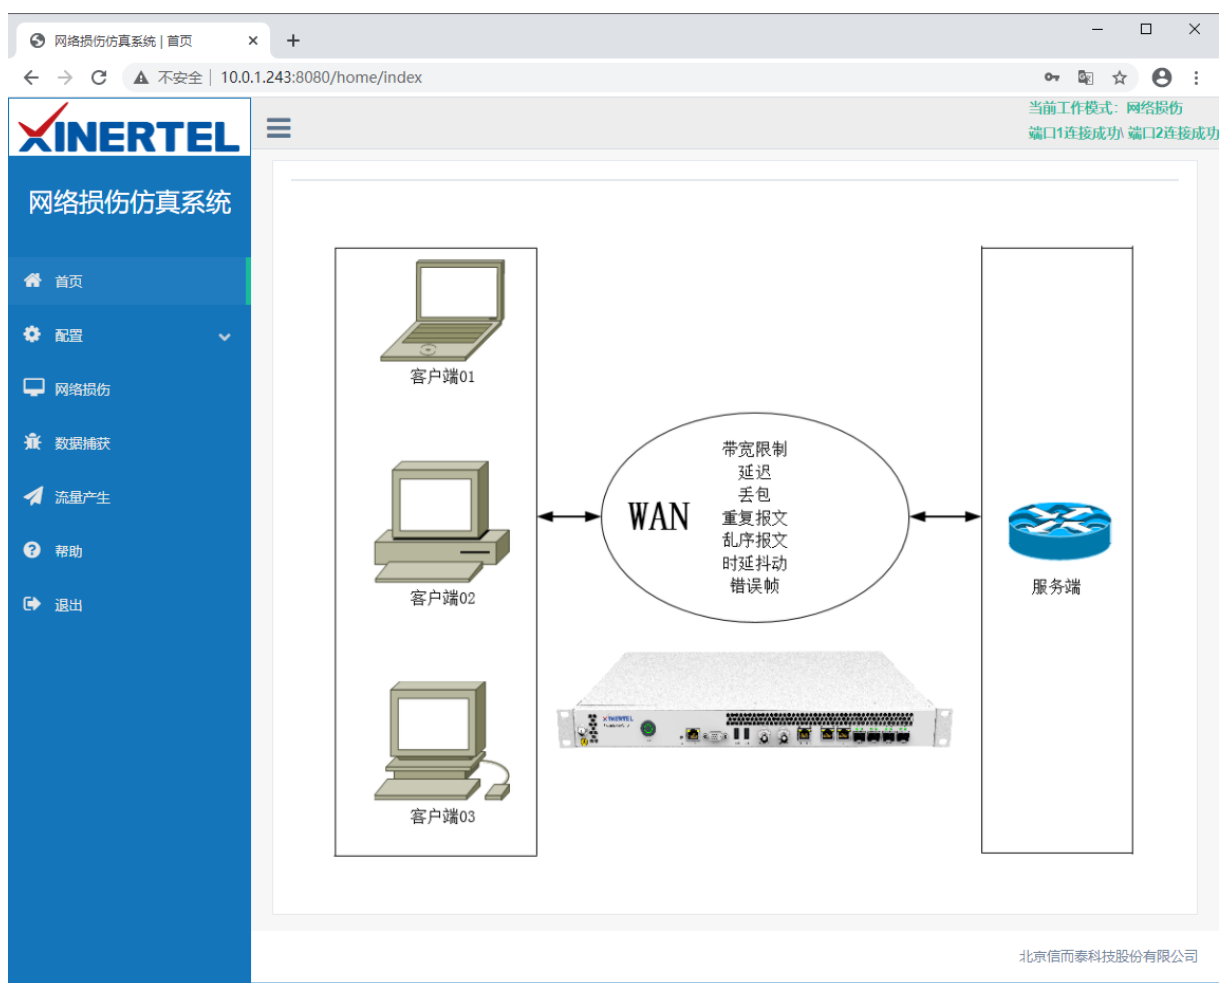 网络损伤仿真系统 | 首页
不安全 | 10.0.1.243:8080/home/index
XINERTEL
当前工作模式：网络损伤
端口1连接成功\ 端口2连接成功
网络损伤仿真系统
首页
配置
网络损伤
数据捕获
流量产生
帮助
退出
客户端01
客户端02
客户端03
WAN
带宽限制
延迟
丢包
重复报文
乱序报文
时延抖动
错误帧
服务端
XINERTEL
北京信而泰科技股份有限公司